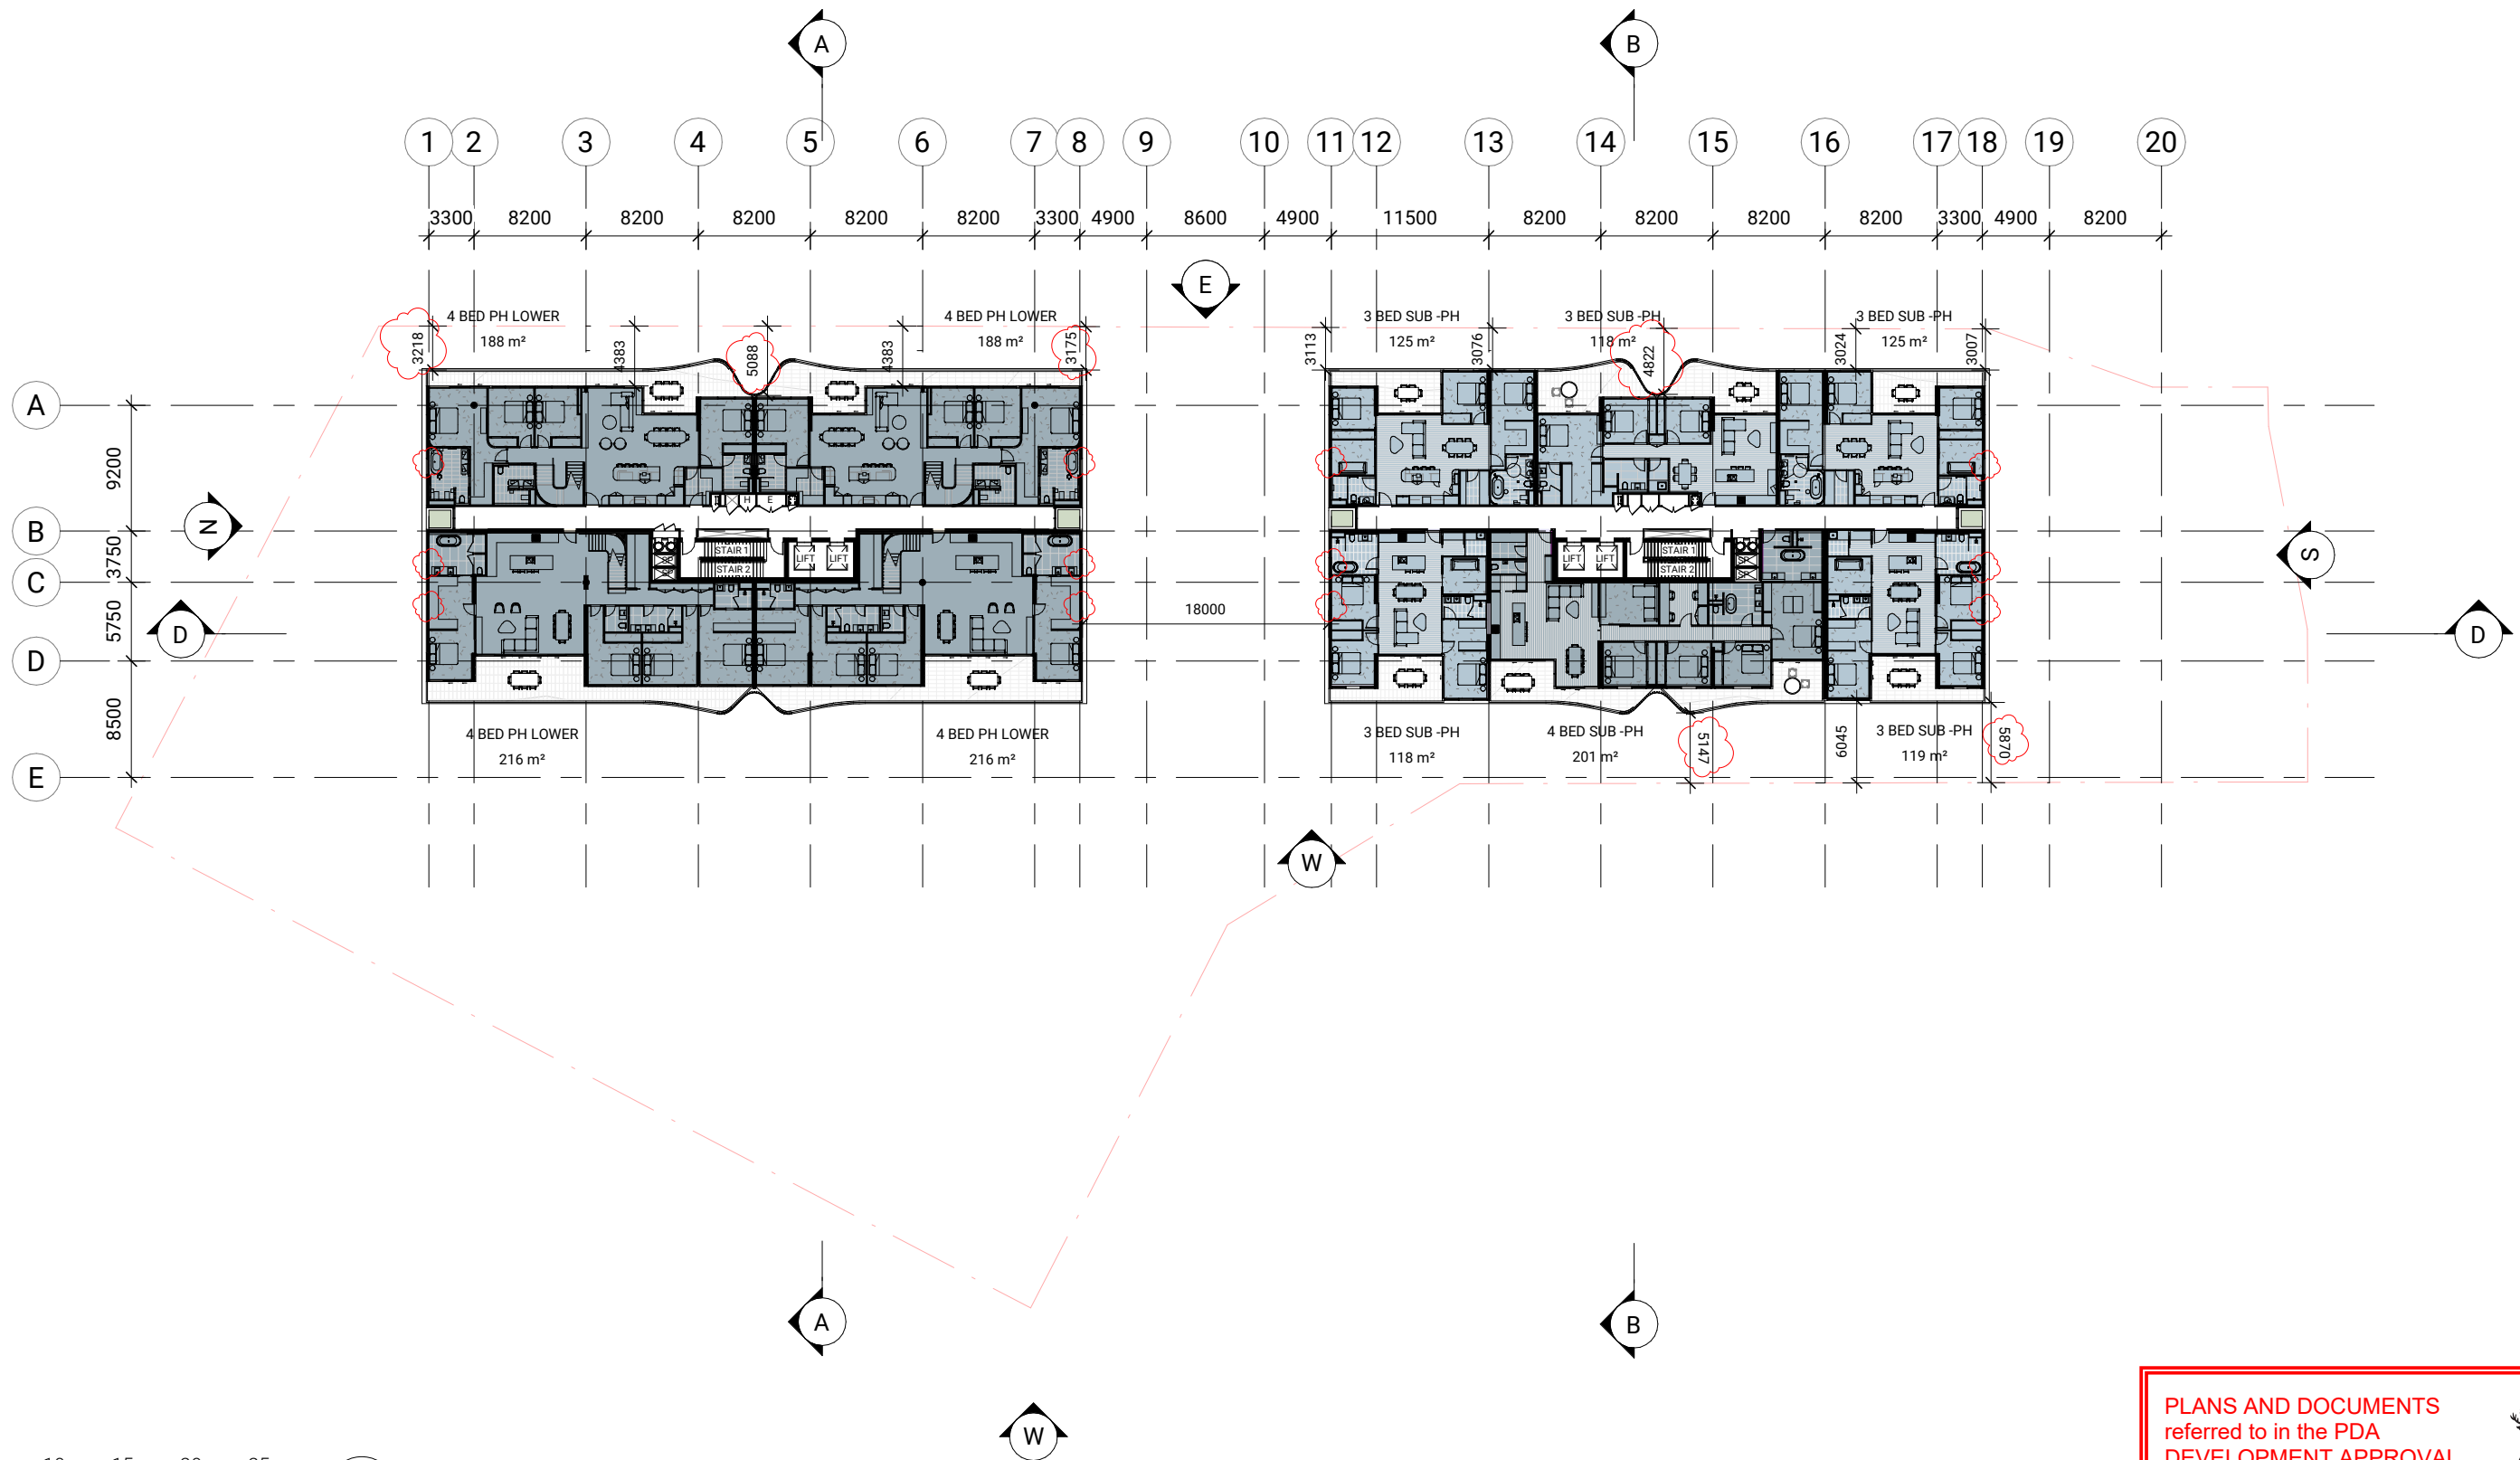 A B
1 2 3 4 5 6 7 8 9 10 11 12 13 14 15 16 17 18 19 20
3300 8200 8200 8200 8200 8200 3300 4900 8600 4900 11500 8200 8200 8200 8200 3300 4900 8200
E
4 BED PH LOWER
188 m²
4 BED PH LOWER
188 m²
3 BED SUB -PH
125 m²
3 BED SUB -PH
118 m²
3 BED SUB -PH
125 m²
3218
4383
5088
4383
3175
3113
3076
4822
3024
3007
A
9200
B
3750
C
5750
D
8500
E
N
S
D
D
H E
STAIR 1
STAIR 2
LIFT LIFT
LIFT LIFT
STAIR 1
STAIR 2
18000
4 BED PH LOWER
216 m²
4 BED PH LOWER
216 m²
3 BED SUB -PH
118 m²
4 BED SUB -PH
201 m²
3 BED SUB -PH
119 m²
5147
6045
5870
W
A B
W
PLANS AND DOCUMENTS
referred to in the PDA
DEVELOPMENT APPROVAL
10 15 20 25